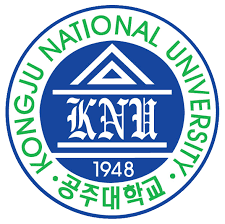 · KONGJU NATIONAL UNIVERSITY ·
KNU
1948
공주대학교